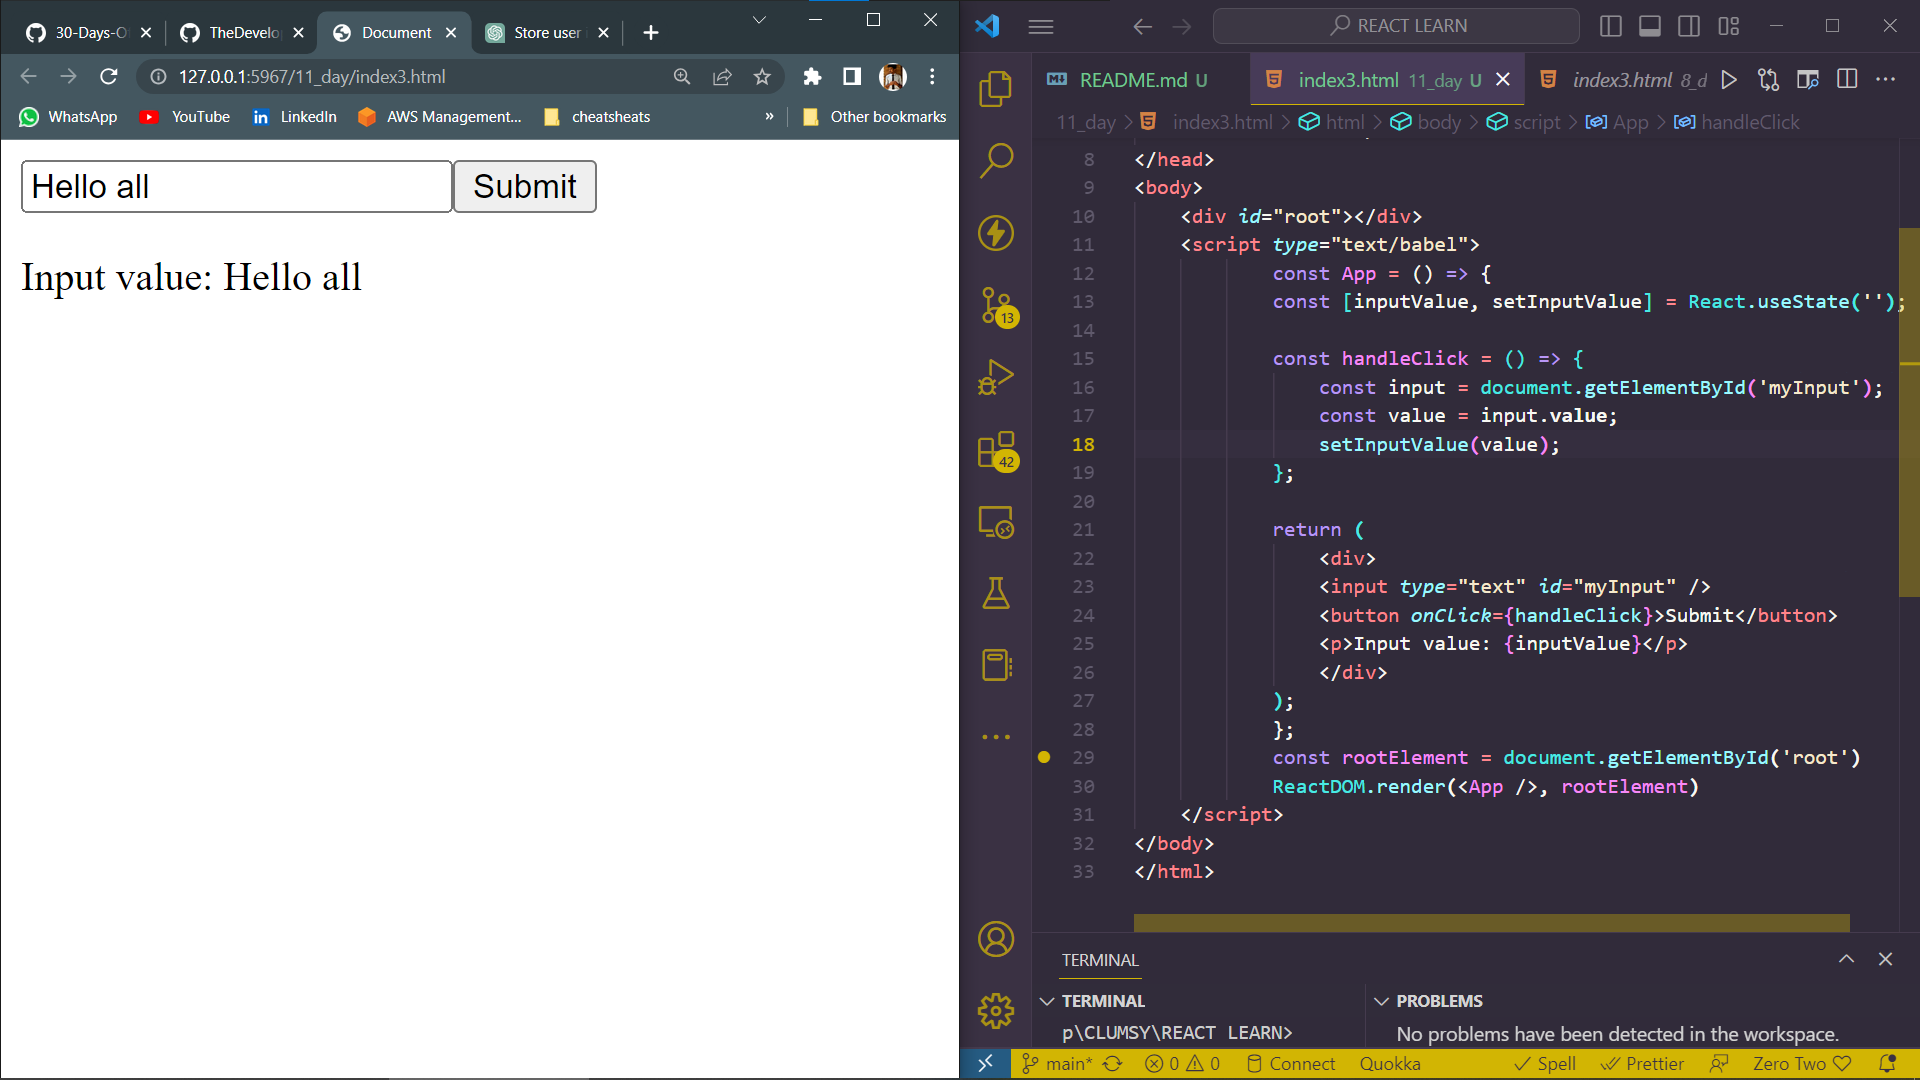 30-Days-O
TheDevelo
Document
Store user
127.0.0.1:5967/11_day/index3.html
WhatsApp
YouTube
LinkedIn
AWS Management...
cheatsheats
»
Other bookmarks
Hello all
Submit
Input value: Hello all
REACT LEARN
README.md U
index3.html 11_day U
index3.html 8_d
11_day > index3.html > html > body > script > App > handleClick
8 </head>
9 <body>
10 <div id="root"></div>
11 <script type="text/babel">
12 const App = () => {
13 const [inputValue, setInputValue] = React.useState('');
14
15 const handleClick = () => {
16 const input = document.getElementById('myInput');
17 const value = input.value;
18 setInputValue(value);
19 };
20
21 return (
22 <div>
23 <input type="text" id="myInput" />
24 <button onClick={handleClick}>Submit</button>
25 <p>Input value: {inputValue}</p>
26 </div>
27 );
28 };
29 const rootElement = document.getElementById('root')
30 ReactDOM.render(<App />, rootElement)
31 </script>
32 </body>
33 </html>
13
42
TERMINAL
TERMINAL
p\CLUMSY\REACT LEARN>
PROBLEMS
No problems have been detected in the workspace.
main* 0 0 Connect Quokka Spell Prettier Zero Two